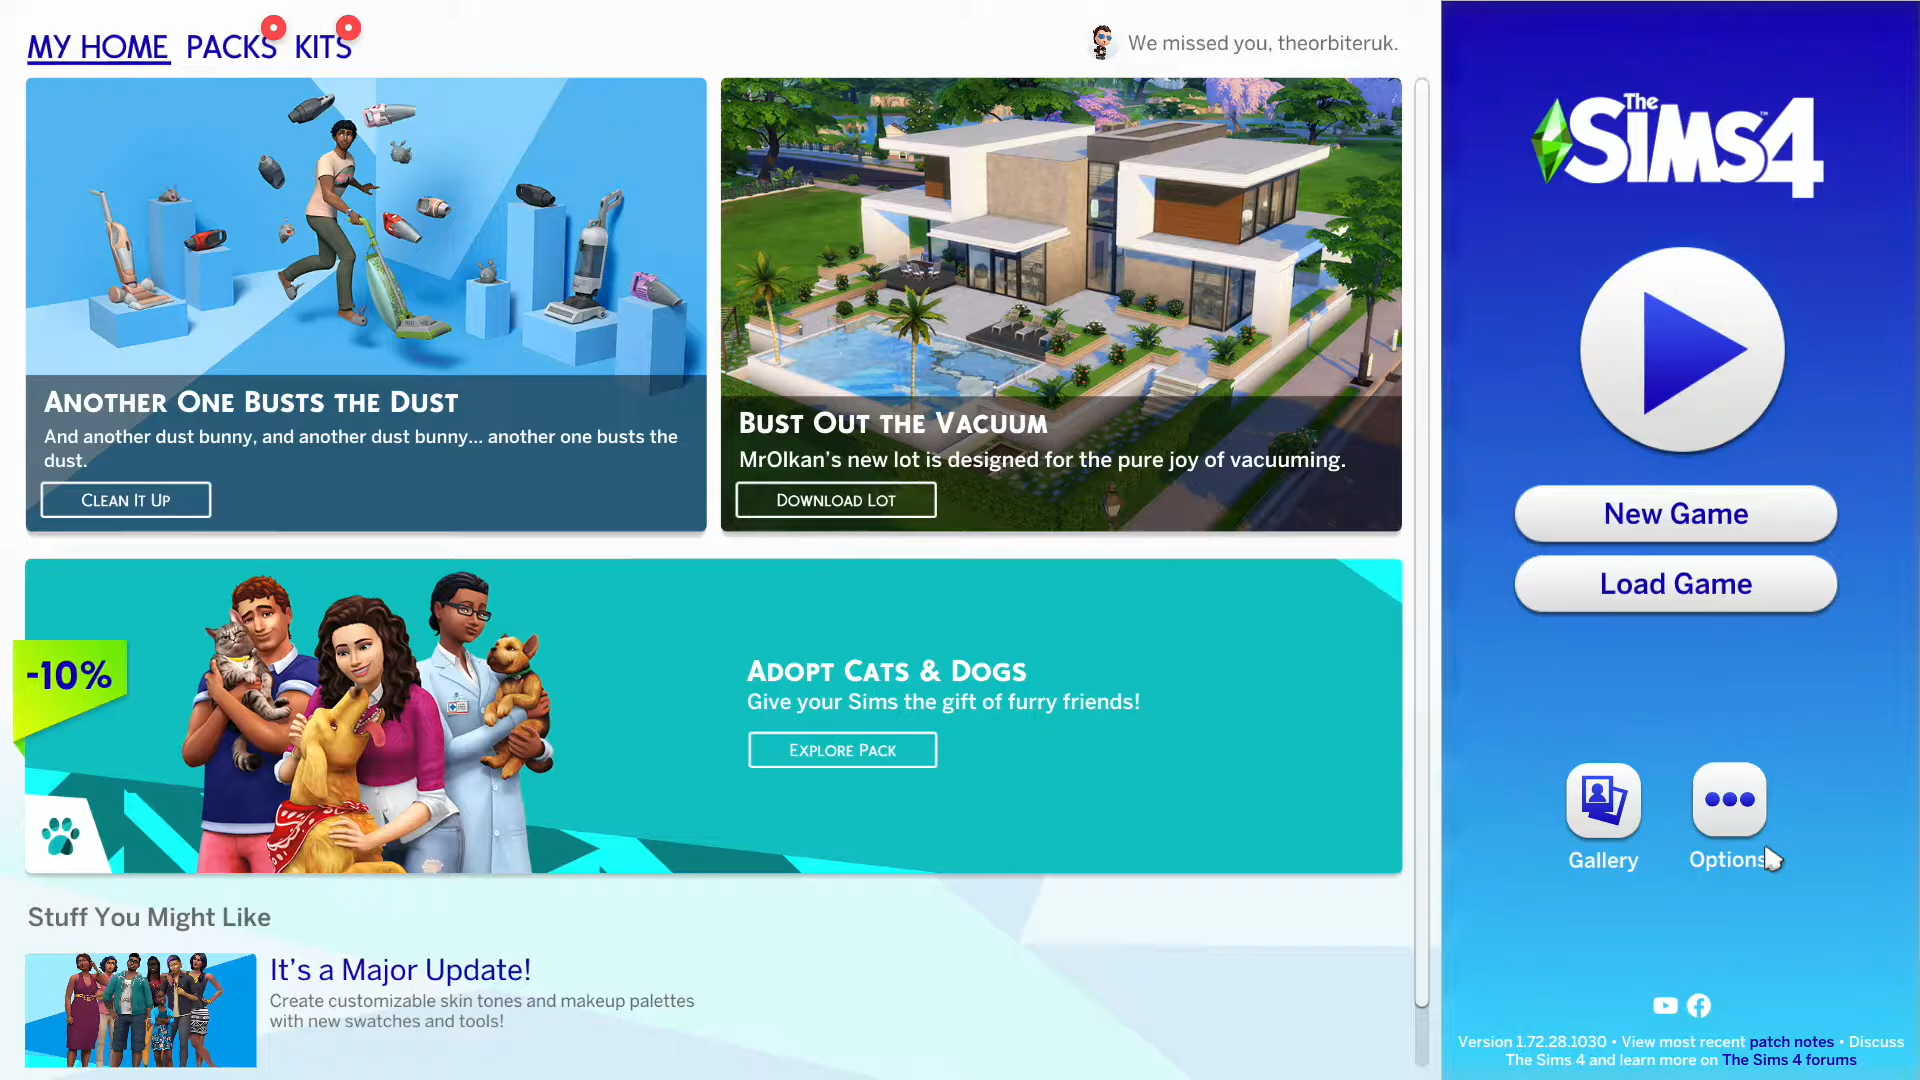 MY HOME PACKS KITS
We missed you, theorbiteruk.
ANOTHER ONE BUSTS THE DUST
And another dust bunny, and another dust bunny... another one busts the
dust.
CLEAN IT UP
BUST OUT THE VACUUM
MrOlkan's new lot is designed for the pure joy of vacuuming.
DOWNLOAD LOT
-10%
ADOPT CATS & DOGS
Give your Sims the gift of furry friends!
EXPLORE PACK
Stuff You Might Like
It's a Major Update!
Create customizable skin tones and makeup palettes
with new swatches and tools!
The
SIMS4™
New Game
Load Game
Gallery
Options
Version 1.72.28.1030 • View most recent patch notes • Discuss
The Sims 4 and learn more on The Sims 4 forums